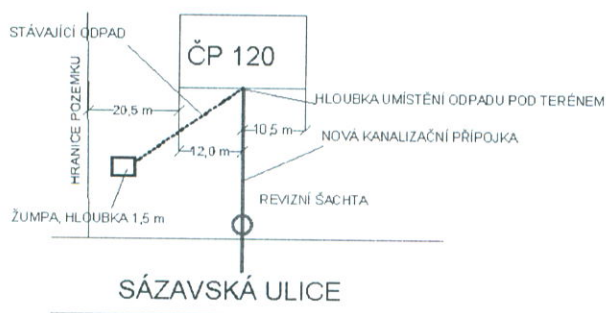 STÁVAJÍCÍ ODPAD
ČP 120
HRANICE POZEMKU
20,5 m
HLOUBKA UMÍSTĚNÍ ODPADU POD TERÉNEM
10,5 m
NOVÁ KANALIZAČNÍ PŘÍPOJKA
12,0 m
REVIZNÍ ŠACHTA
ŽUMPA, HLOUBKA 1,5 m
SÁZAVSKÁ ULICE